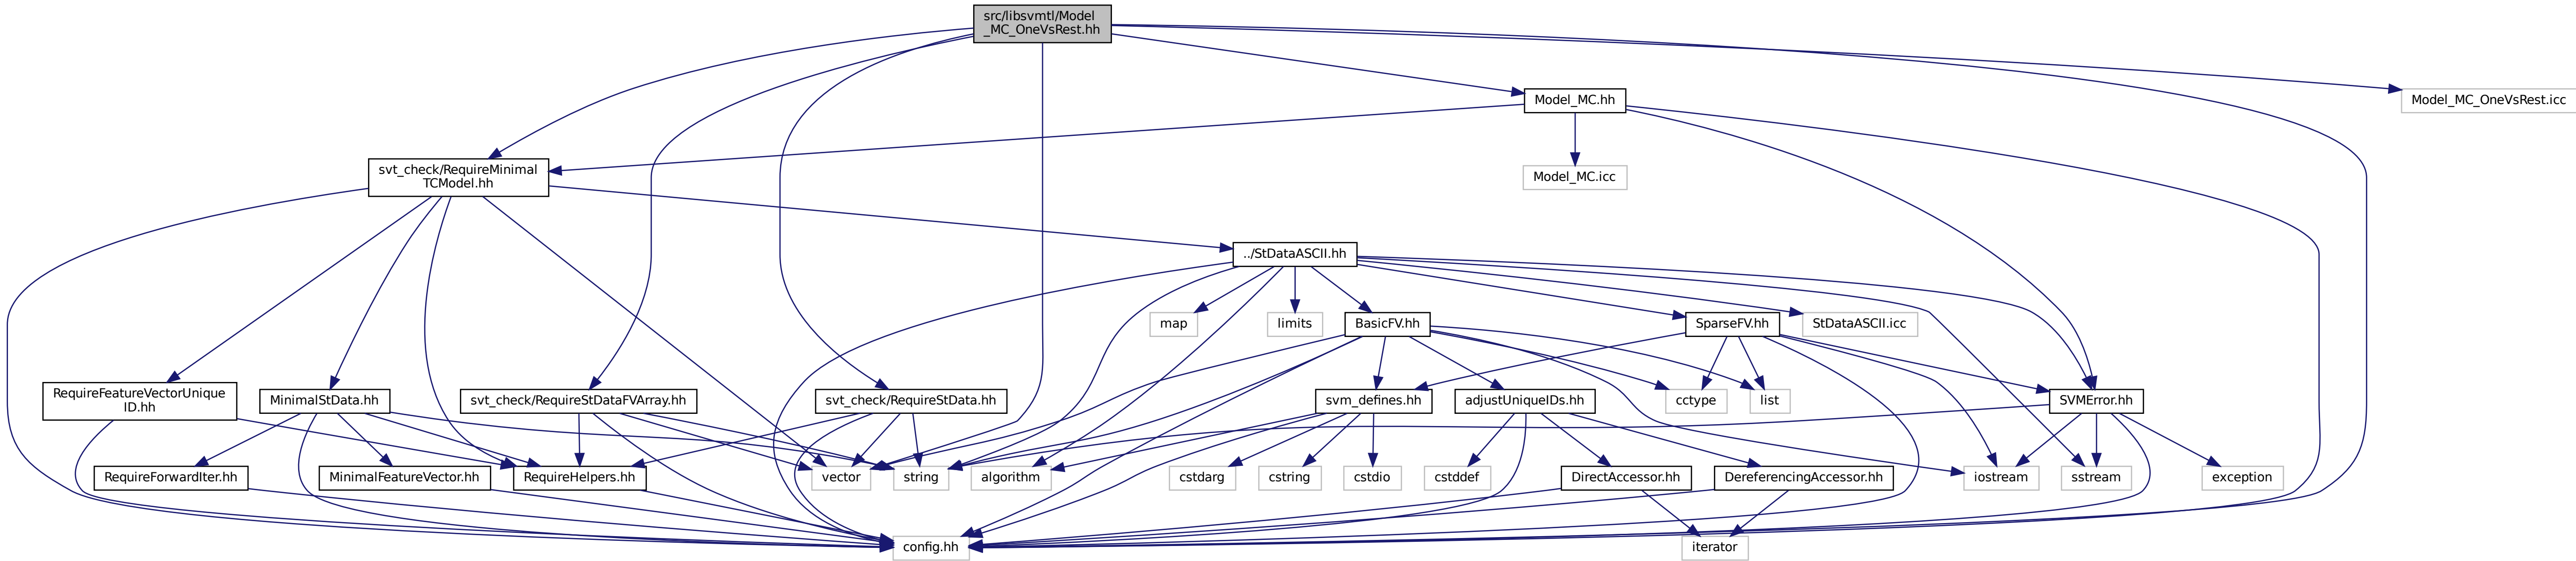 src/libsvmtl/Model
_MC_OneVsRest.hh
Model_MC.hh
Model_MC_OneVsRest.icc
svt_check/RequireMinimal
TCModel.hh
Model_MC.icc
../StDataASCII.hh
map
limits
BasicFV.hh
SparseFV.hh
StDataASCII.icc
RequireFeatureVectorUnique
ID.hh
MinimalStData.hh
svt_check/RequireStDataFVArray.hh
svt_check/RequireStData.hh
svm_defines.hh
adjustUniqueIDs.hh
cctype
list
SVMError.hh
RequireForwardIter.hh
MinimalFeatureVector.hh
RequireHelpers.hh
vector
string
algorithm
cstdarg
cstring
cstdio
cstddef
DirectAccessor.hh
DereferencingAccessor.hh
iostream
sstream
exception
config.hh
iterator